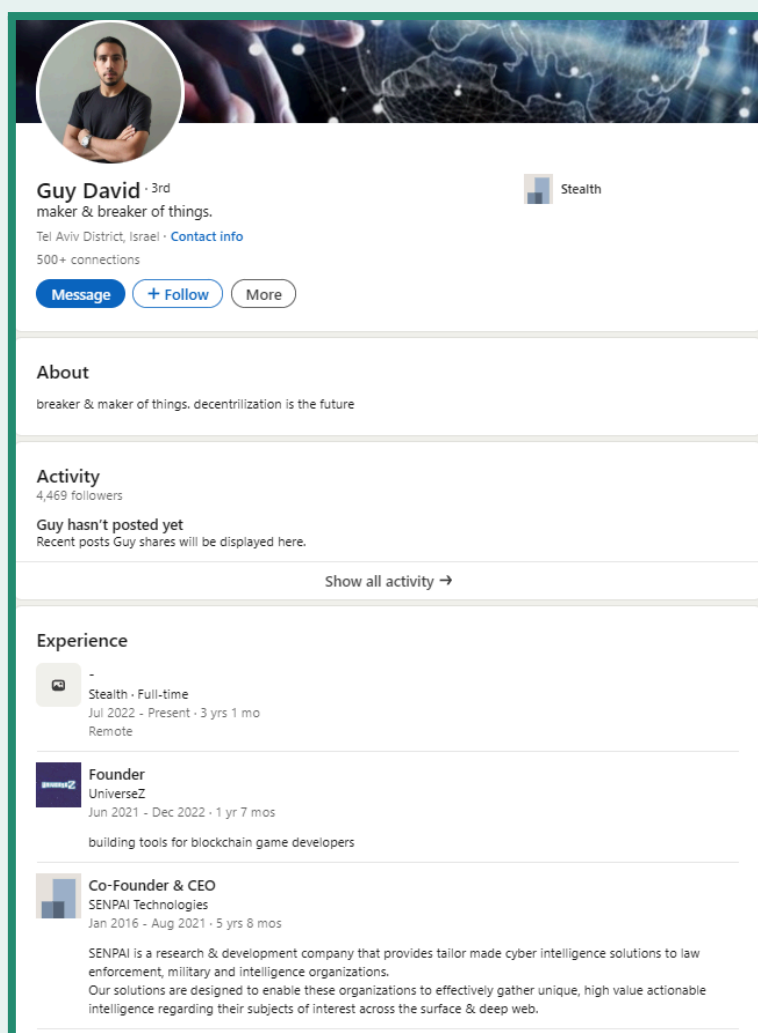 Guy David · 3rd
maker & breaker of things.
Stealth
Tel Aviv District, Israel · Contact info
500+ connections
Message
+ Follow
More
About
breaker & maker of things. decentrilization is the future
Activity
4,469 followers
Guy hasn't posted yet
Recent posts Guy shares will be displayed here.
Show all activity →
Experience
-
Stealth · Full-time
Jul 2022 - Present · 3 yrs 1 mo
Remote
UNIVERSEZ
Founder
UniverseZ
Jun 2021 - Dec 2022 · 1 yr 7 mos
building tools for blockchain game developers
Co-Founder & CEO
SENPAI Technologies
Jan 2016 - Aug 2021 · 5 yrs 8 mos
SENPAI is a research & development company that provides tailor made cyber intelligence solutions to law
enforcement, military and intelligence organizations.
Our solutions are designed to enable these organizations to effectively gather unique, high value actionable
intelligence regarding their subjects of interest across the surface & deep web.